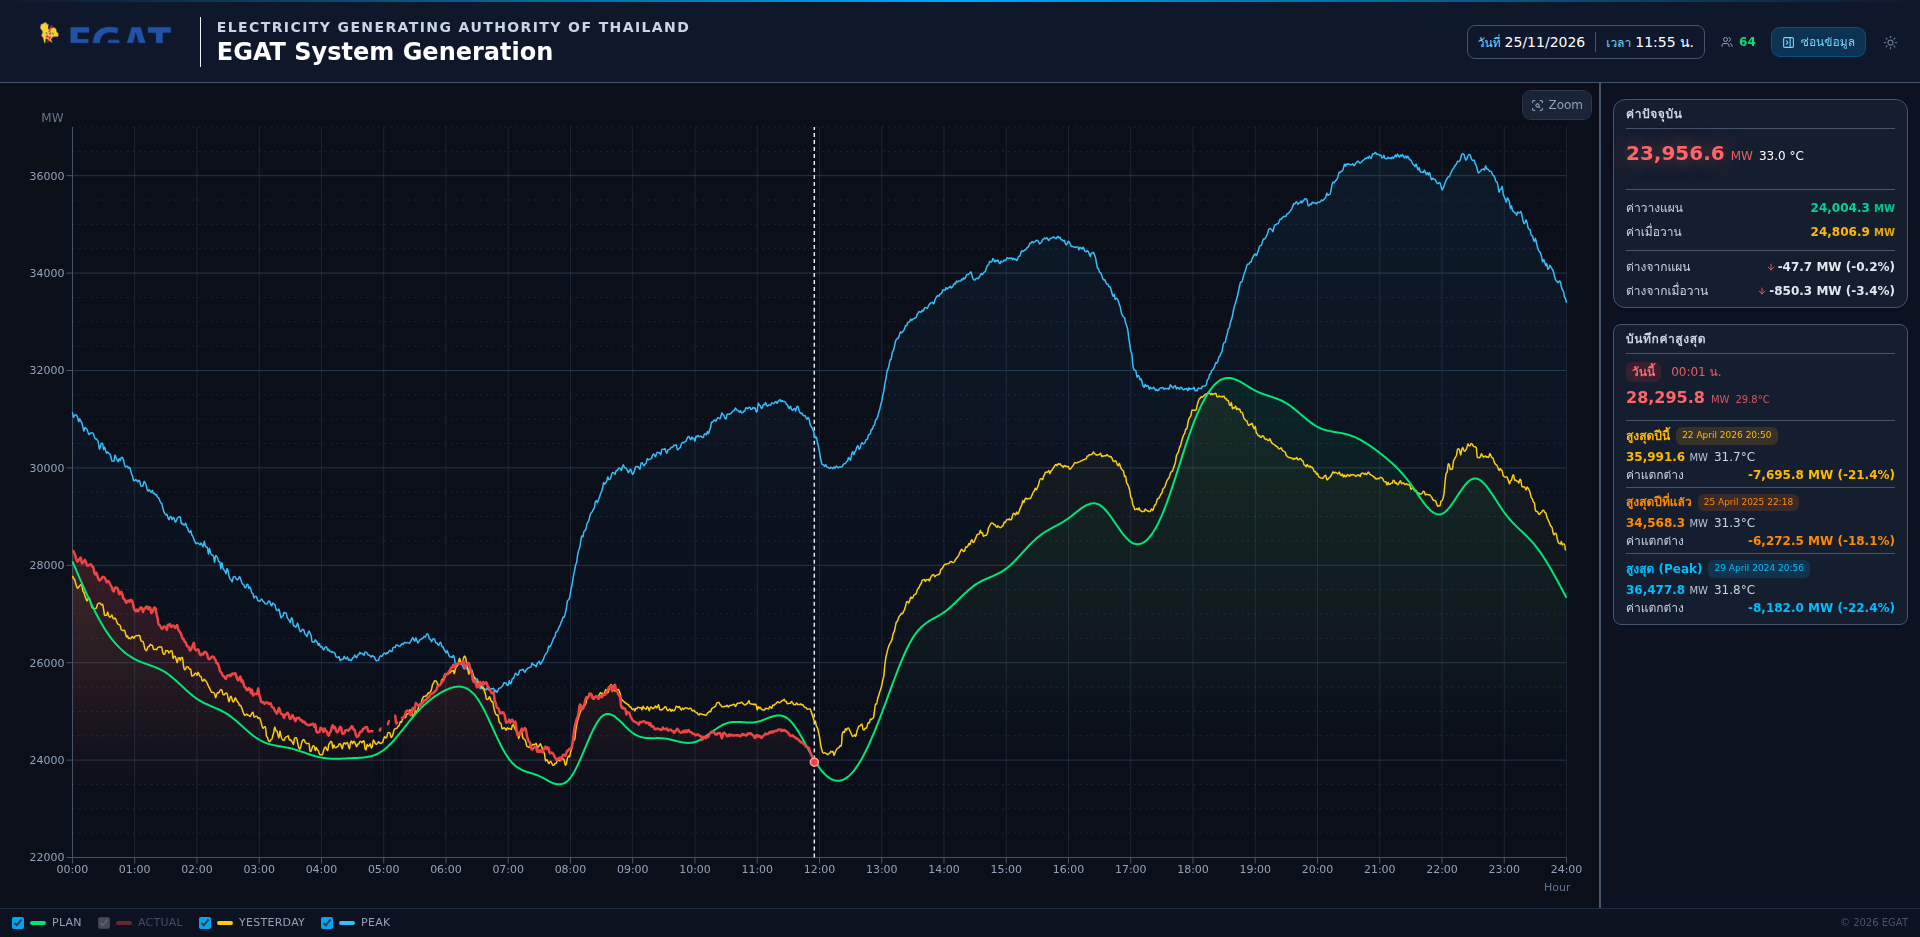 EGAT
ELECTRICITY GENERATING AUTHORITY OF THAILAND
EGAT System Generation
วันที่ 25/11/2026 เวลา 11:55 น.
64
ซ่อนข้อมูล
Zoom
MW
36000
34000
32000
30000
28000
26000
24000
22000
00:00 01:00 02:00 03:00 04:00 05:00 06:00 07:00 08:00 09:00 10:00 11:00 12:00 13:00 14:00 15:00 16:00 17:00 18:00 19:00 20:00 21:00 22:00 23:00 24:00
Hour
ค่าปัจจุบัน
23,956.6 MW 33.0 °C
ค่าวางแผน 24,004.3 MW
ค่าเมื่อวาน 24,806.9 MW
ต่างจากแผน ↓ -47.7 MW (-0.2%)
ต่างจากเมื่อวาน ↓ -850.3 MW (-3.4%)
บันทึกค่าสูงสุด
วันนี้ 00:01 น.
28,295.8 MW 29.8°C
สูงสุดปีนี้ 22 April 2026 20:50
35,991.6 MW 31.7°C
ค่าแตกต่าง -7,695.8 MW (-21.4%)
สูงสุดปีที่แล้ว 25 April 2025 22:18
34,568.3 MW 31.3°C
ค่าแตกต่าง -6,272.5 MW (-18.1%)
สูงสุด (Peak) 29 April 2024 20:56
36,477.8 MW 31.8°C
ค่าแตกต่าง -8,182.0 MW (-22.4%)
PLAN ACTUAL YESTERDAY PEAK
© 2026 EGAT